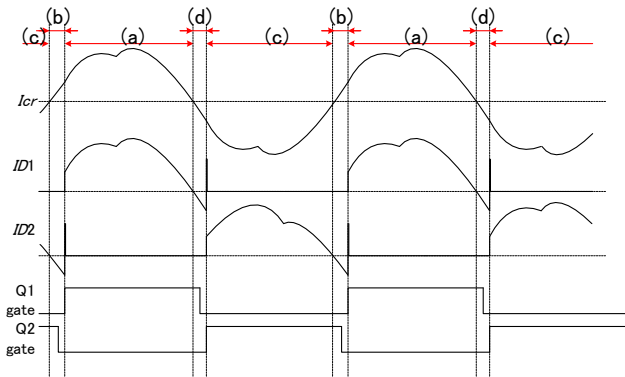 (b) (d) (b) (d)
(c) (a) (c) (a) (c)
Icr
ID1
ID2
Q1
gate
Q2
gate